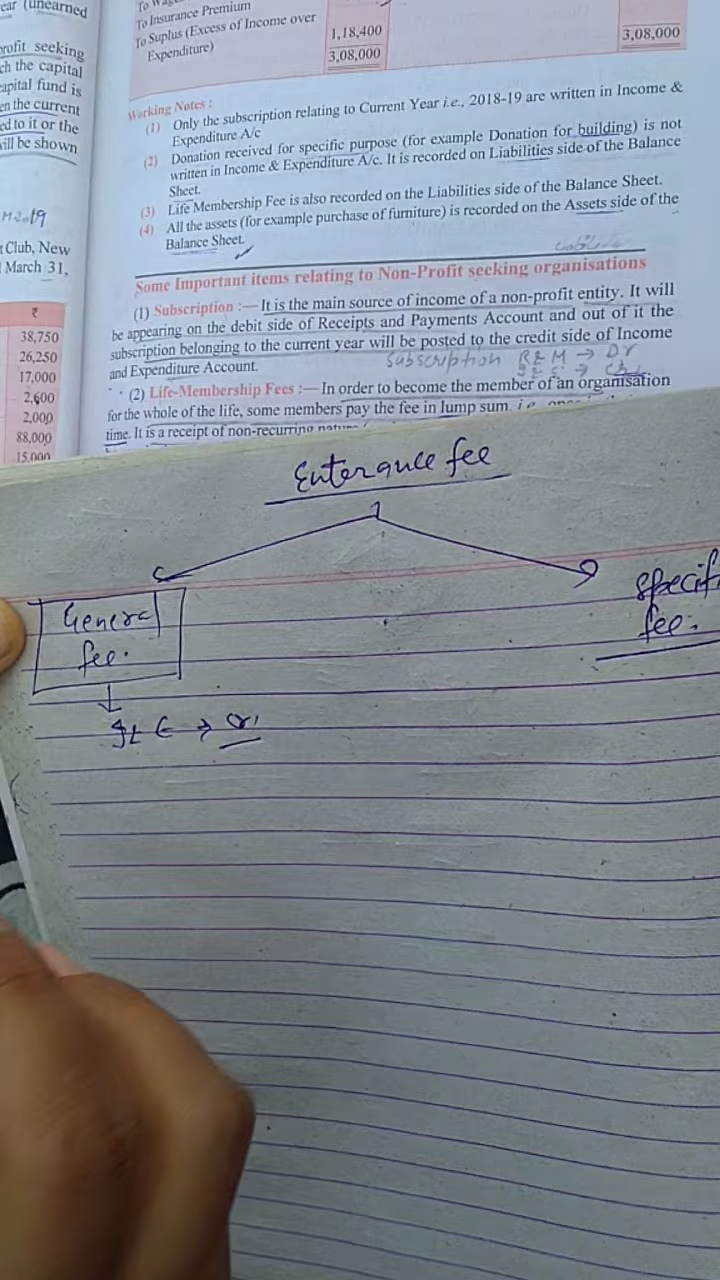 ear (unearned
profit seeking
ch the capital
capital fund is
en the current
ed to it or the
will be shown
M2019
t Club, New
March 31,
₹
38,750
26,250
17,000
2,600
2,000
88,000
15,000
To Insurance Premium
To Suplus (Excess of Income over
Expenditure)
1,18,400
3,08,000
3,08,000
Working Notes :
(1) Only the subscription relating to Current Year i.e., 2018-19 are written in Income &
Expenditure A/c
(2) Donation received for specific purpose (for example Donation for building) is not
written in Income & Expenditure A/c. It is recorded on Liabilities side of the Balance
Sheet.
(3) Life Membership Fee is also recorded on the Liabilities side of the Balance Sheet.
(4) All the assets (for example purchase of furniture) is recorded on the Assets side of the
Balance Sheet.
Some Important items relating to Non-Profit seeking organisations
(1) Subscription :— It is the main source of income of a non-profit entity. It will
be appearing on the debit side of Receipts and Payments Account and out of it the
subscription belonging to the current year will be posted to the credit side of Income
and Expenditure Account.
Subscription R&M → Dr
(2) Life-Membership Fees :— In order to become the member of an organisation
for the whole of the life, some members pay the fee in lump sum, i.e.
time. It is a receipt of non-recurring nature
Enterance fee
General
fee.
Specif
fee.